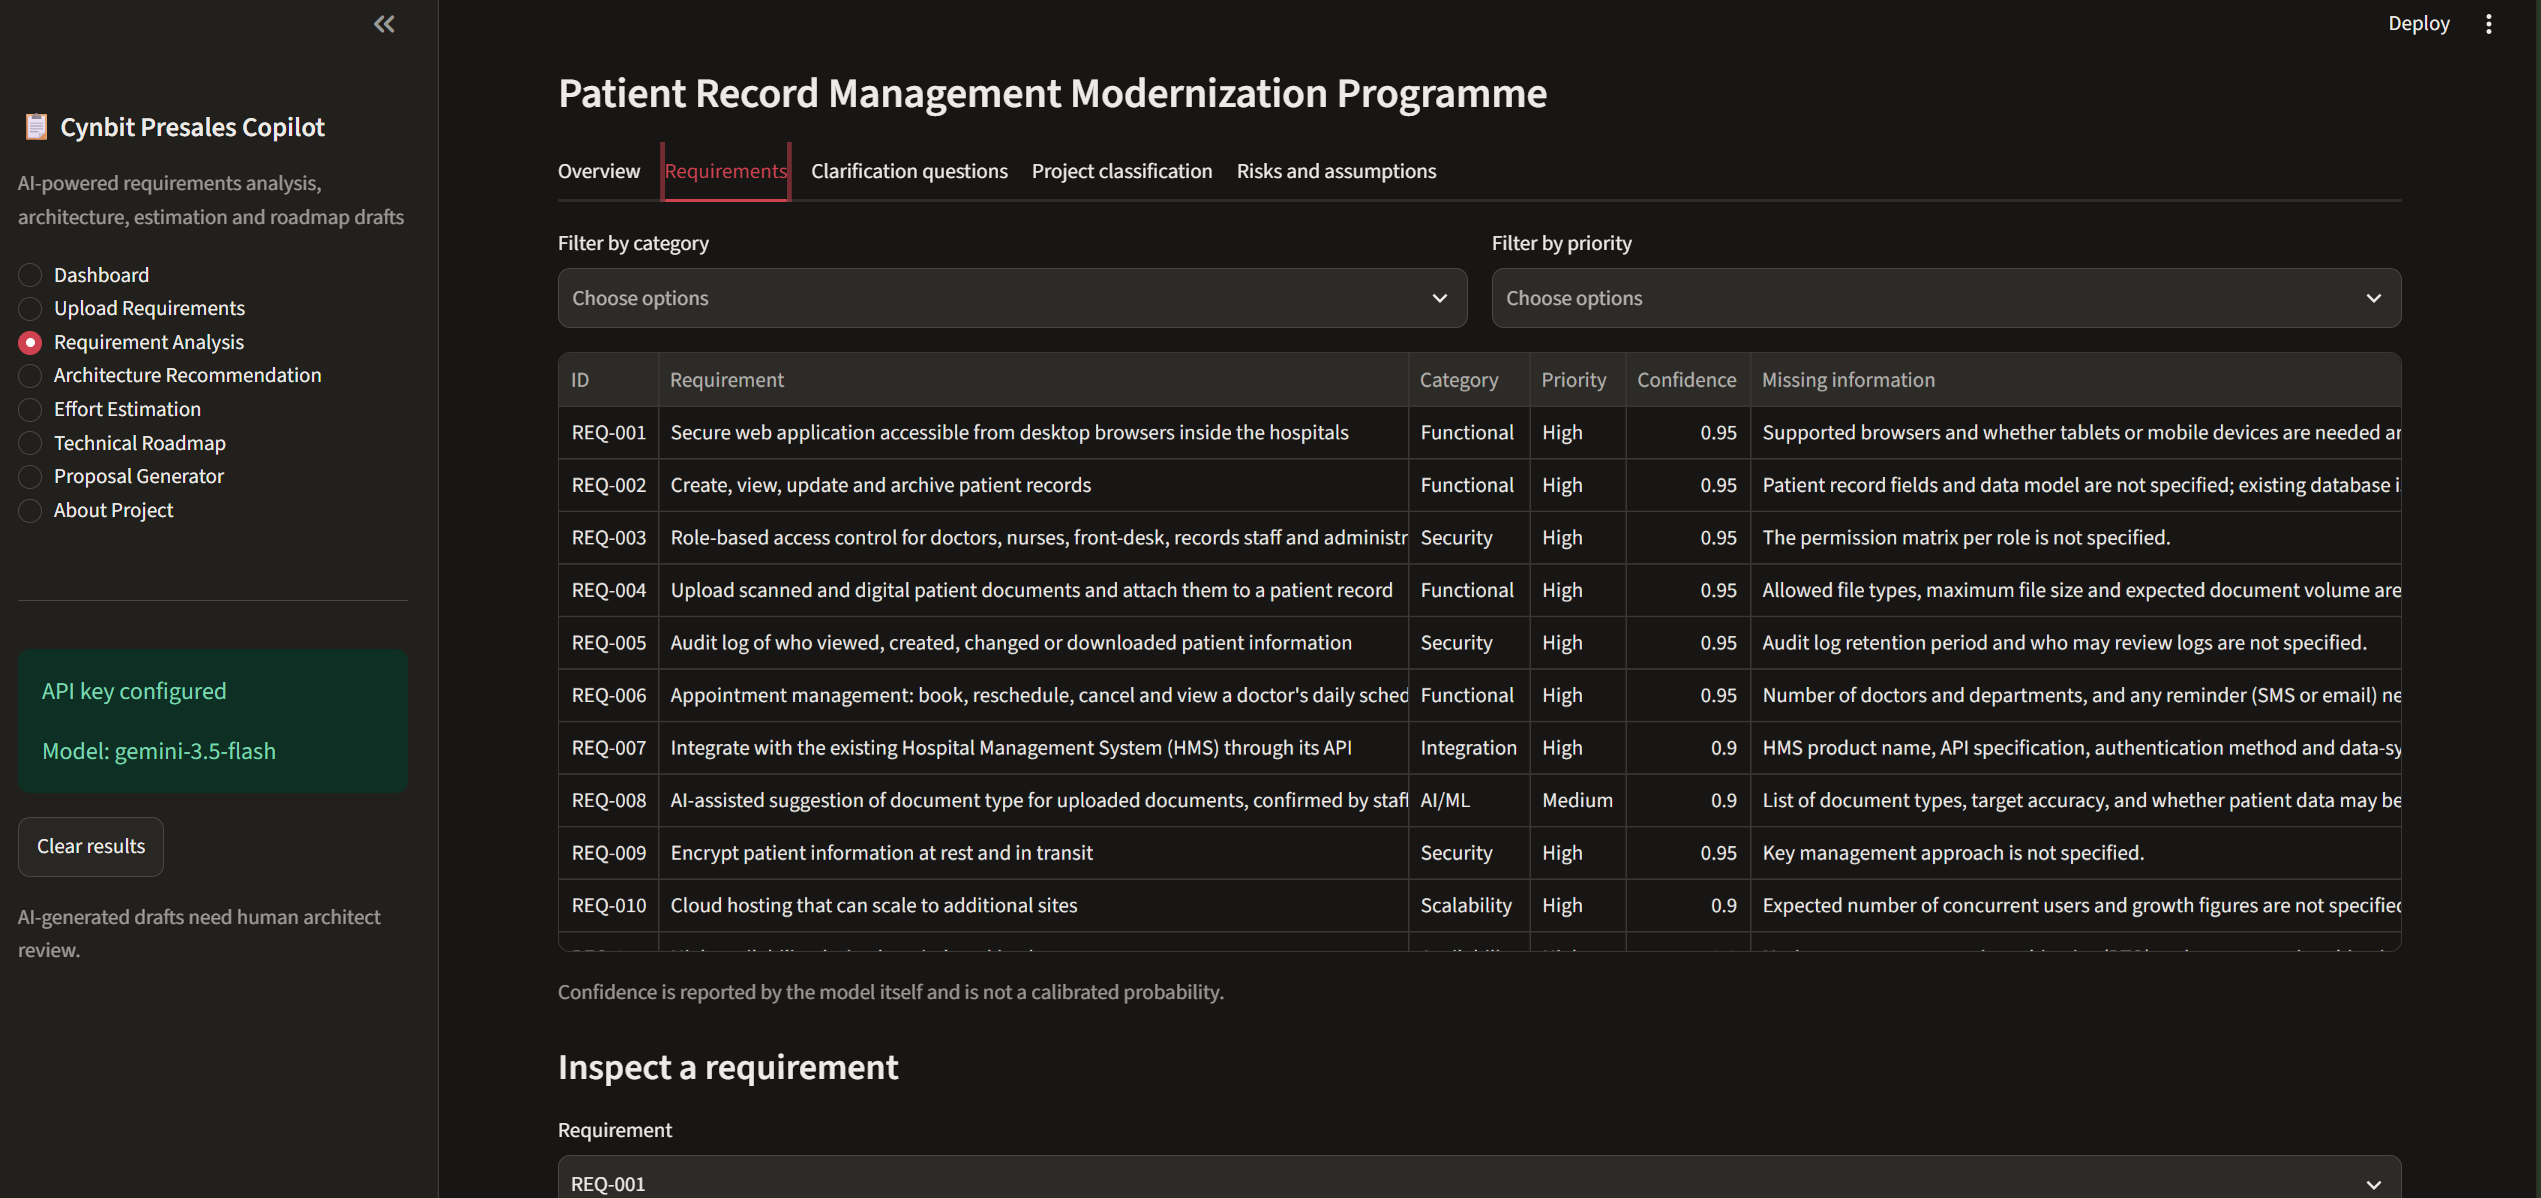 Deploy
Cynbit Presales Copilot
AI-powered requirements analysis,
architecture, estimation and roadmap drafts
Dashboard
Upload Requirements
Requirement Analysis
Architecture Recommendation
Effort Estimation
Technical Roadmap
Proposal Generator
About Project
API key configured
Model: gemini-3.5-flash
Clear results
AI-generated drafts need human architect
review.
Patient Record Management Modernization Programme
Overview Requirements Clarification questions Project classification Risks and assumptions
Filter by category Filter by priority
Choose options Choose options
ID Requirement Category Priority Confidence Missing information
REQ-001 Secure web application accessible from desktop browsers inside the hospitals Functional High 0.95 Supported browsers and whether tablets or mobile devices are needed ar
REQ-002 Create, view, update and archive patient records Functional High 0.95 Patient record fields and data model are not specified; existing database i
REQ-003 Role-based access control for doctors, nurses, front-desk, records staff and administr Security High 0.95 The permission matrix per role is not specified.
REQ-004 Upload scanned and digital patient documents and attach them to a patient record Functional High 0.95 Allowed file types, maximum file size and expected document volume are
REQ-005 Audit log of who viewed, created, changed or downloaded patient information Security High 0.95 Audit log retention period and who may review logs are not specified.
REQ-006 Appointment management: book, reschedule, cancel and view a doctor's daily sched Functional High 0.95 Number of doctors and departments, and any reminder (SMS or email) ne
REQ-007 Integrate with the existing Hospital Management System (HMS) through its API Integration High 0.9 HMS product name, API specification, authentication method and data-sy
REQ-008 AI-assisted suggestion of document type for uploaded documents, confirmed by staff AI/ML Medium 0.9 List of document types, target accuracy, and whether patient data may be
REQ-009 Encrypt patient information at rest and in transit Security High 0.95 Key management approach is not specified.
REQ-010 Cloud hosting that can scale to additional sites Scalability High 0.9 Expected number of concurrent users and growth figures are not specified
Confidence is reported by the model itself and is not a calibrated probability.
Inspect a requirement
Requirement
REQ-001